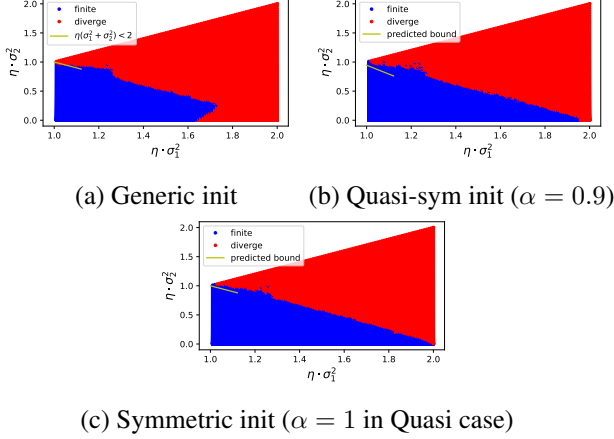 finite
diverge
η(σ₁² + σ₂²) < 2
η · σ₂²
2.0
1.5
1.0
0.5
0.0
1.0 1.2 1.4 1.6 1.8 2.0
η · σ₁²
finite
diverge
predicted bound
η · σ₂²
2.0
1.5
1.0
0.5
0.0
1.0 1.2 1.4 1.6 1.8 2.0
η · σ₁²
(a) Generic init (b) Quasi-sym init (α = 0.9)
finite
diverge
predicted bound
η · σ₂²
2.0
1.5
1.0
0.5
0.0
1.0 1.2 1.4 1.6 1.8 2.0
η · σ₁²
(c) Symmetric init (α = 1 in Quasi case)